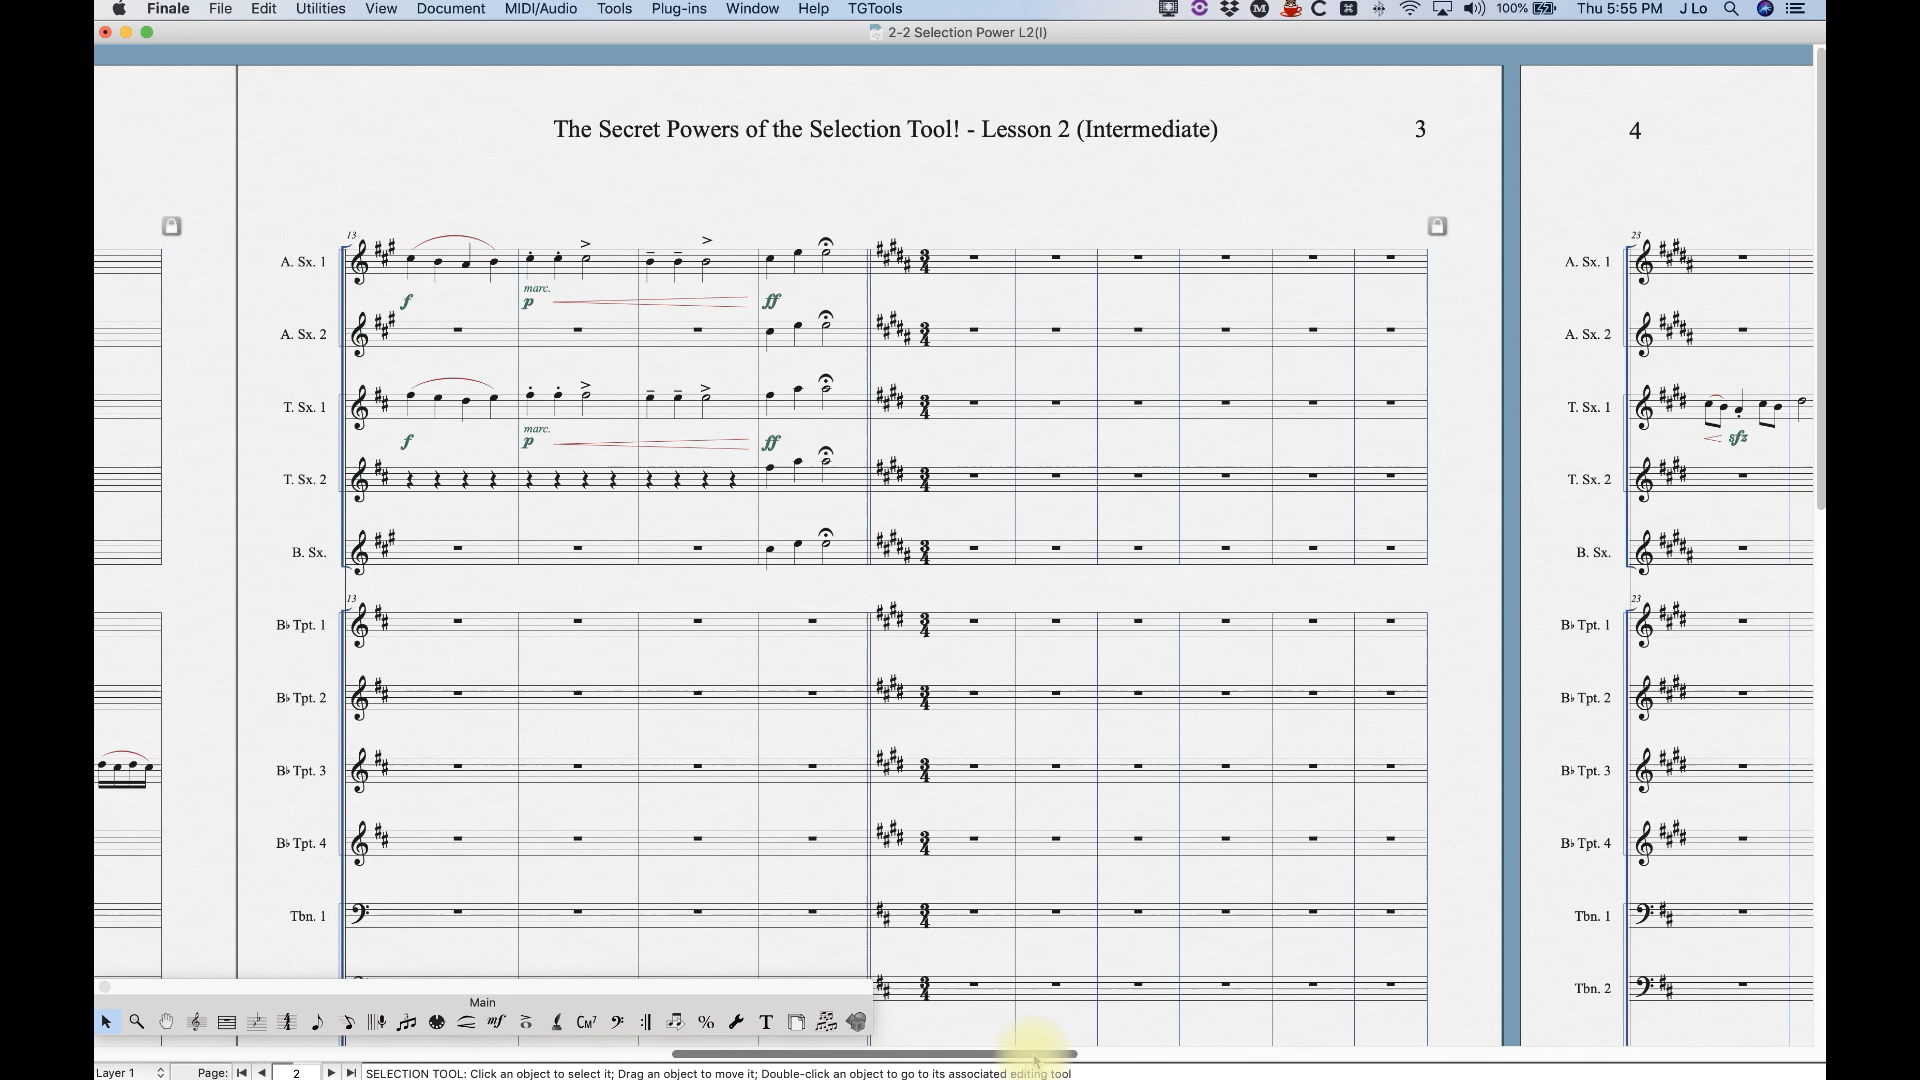 Finale File Edit Utilities View Document MIDI/Audio Tools Plug-ins Window Help TGTools 100% Thu 5:55 PM J Lo
2-2 Selection Power L2(I)
The Secret Powers of the Selection Tool! - Lesson 2 (Intermediate) 3 4
13 23
A. Sx. 1 A. Sx. 1
marc.
f p ff
A. Sx. 2 A. Sx. 2
T. Sx. 1 T. Sx. 1
marc.
f p ff sfz
T. Sx. 2 T. Sx. 2
B. Sx. B. Sx.
13 23
B♭ Tpt. 1 B♭ Tpt. 1
B♭ Tpt. 2 B♭ Tpt. 2
B♭ Tpt. 3 B♭ Tpt. 3
B♭ Tpt. 4 B♭ Tpt. 4
Tbn. 1 Tbn. 1
Tbn. 2
Main
mf CM7 % T
Layer 1 Page: 2 SELECTION TOOL: Click an object to select it; Drag an object to move it; Double-click an object to go to its associated editing tool